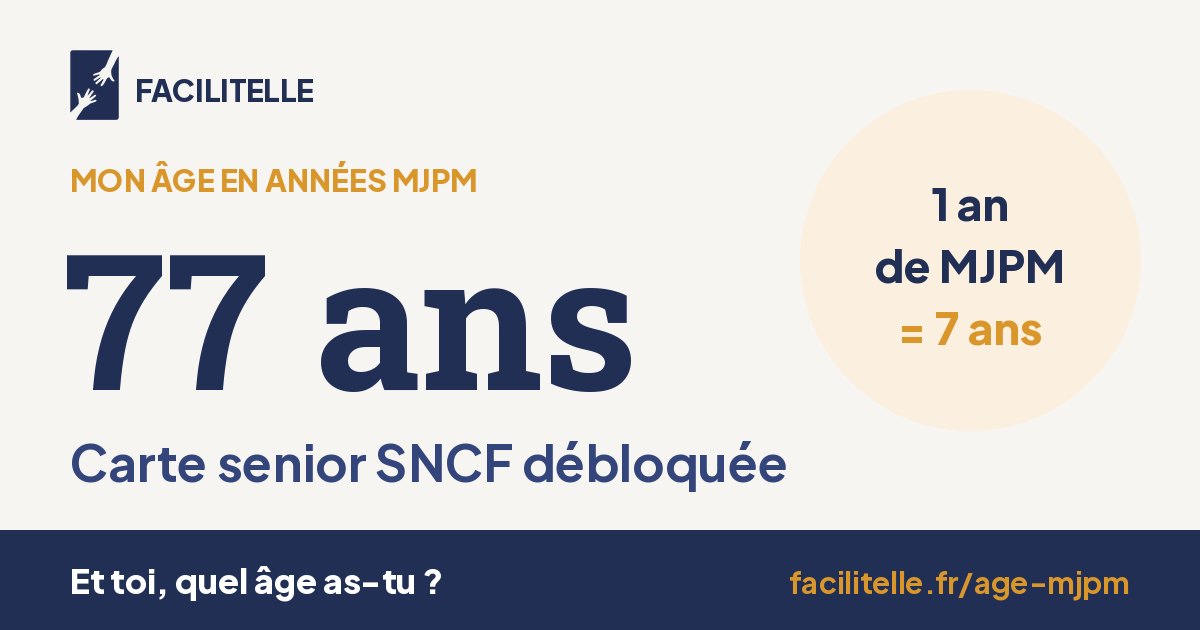 FACILITELLE
MON ÂGE EN ANNÉES MJPM
77 ans
Carte senior SNCF débloquée
1 an
de MJPM
= 7 ans
Et toi, quel âge as-tu ?
facilitelle.fr/age-mjpm